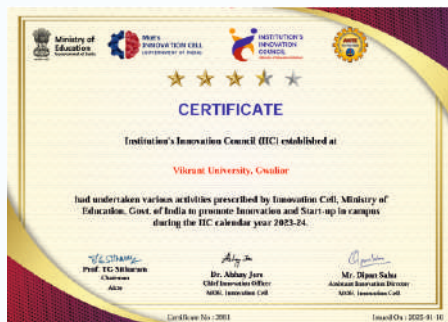 Ministry of
Education
Government of India
MoE's
INNOVATION CELL
(GOVERNMENT OF INDIA)
INSTITUTION'S
INNOVATION
COUNCIL
CERTIFICATE
Institution's Innovation Council (IIC) established at
Vikrant University, Gwalior
had undertaken various activities prescribed by Innovation Cell, Ministry of
Education, Govt. of India to promote Innovation and Start-up in campus
during the IIC calendar year 2023-24.
Prof. TG Sitharam
Chairman
Aicte
Dr. Abhay Jere
Chief Innovation Officer
MOE, Innovation Cell
Mr. Dipan Sahu
Assistant Innovation Director
MOE, Innovation Cell
Certificate No : 2001
Issued On : 2025-01-10